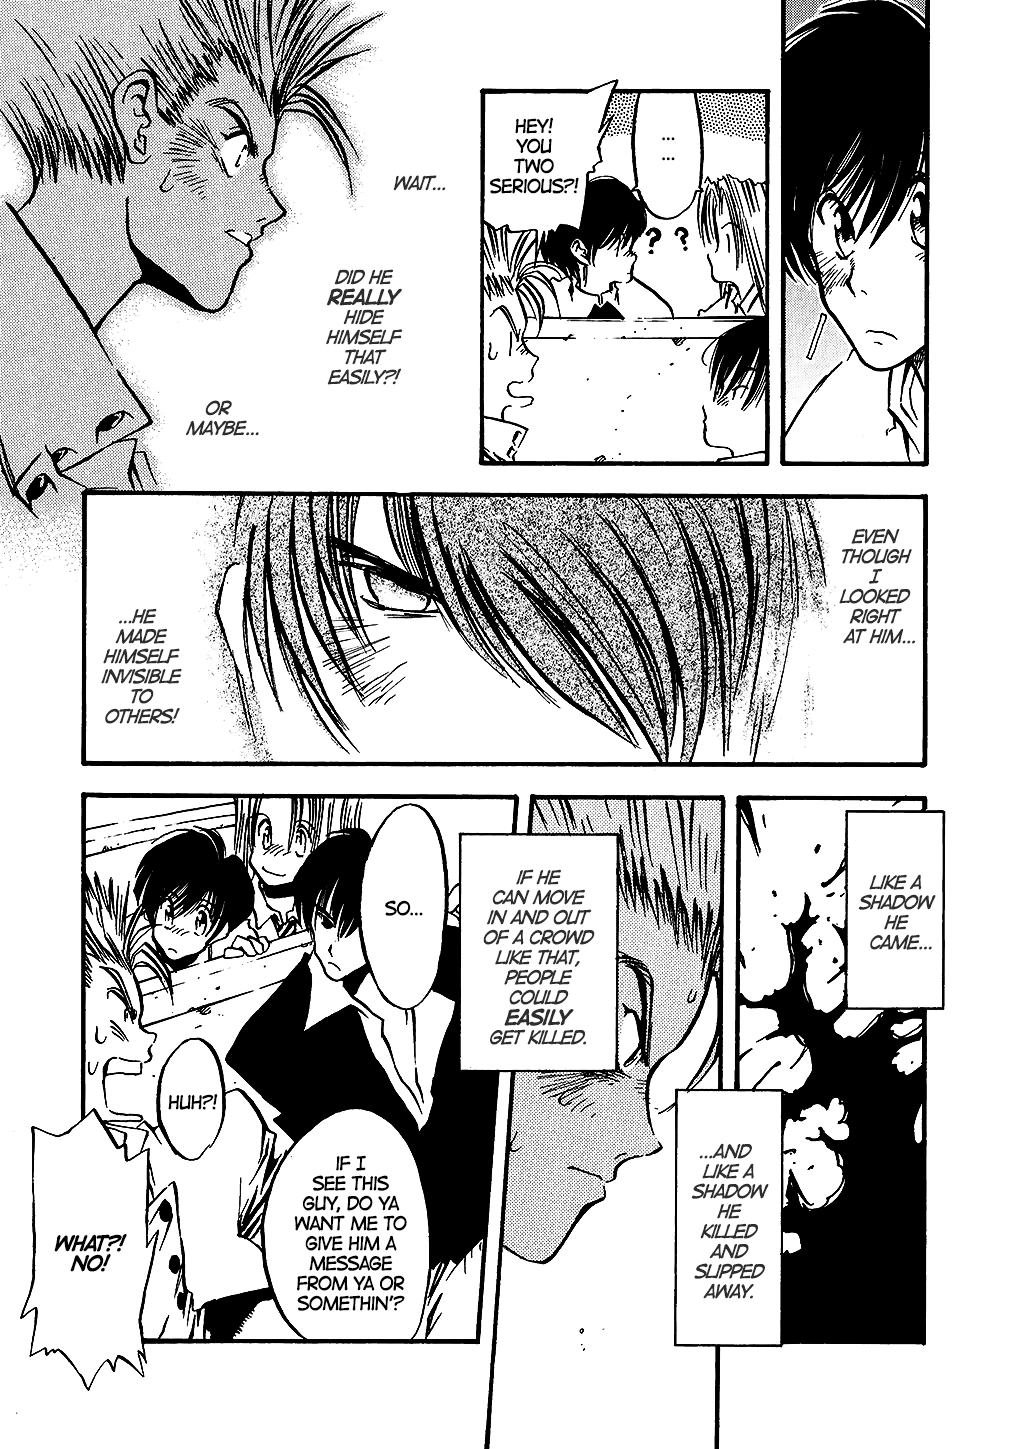 HEY!
YOU
TWO
SERIOUS?!
...
...
? ?
WAIT...
DID HE
REALLY
HIDE
HIMSELF
THAT
EASILY?!
OR
MAYBE...
EVEN
THOUGH
I
LOOKED
RIGHT
AT HIM...
...HE
MADE
HIMSELF
INVISIBLE
TO
OTHERS!
LIKE A
SHADOW
HE
CAME...
...AND
LIKE A
SHADOW
HE
KILLED
AND
SLIPPED
AWAY.
IF HE
CAN MOVE
IN AND OUT
OF A CROWD
LIKE THAT,
PEOPLE
COULD
EASILY
GET KILLED.
SO...
HUH?!
IF I
SEE THIS
GUY, DO YA
WANT ME TO
GIVE HIM A
MESSAGE
FROM YA OR
SOMETHIN'?
WHAT?!
NO!